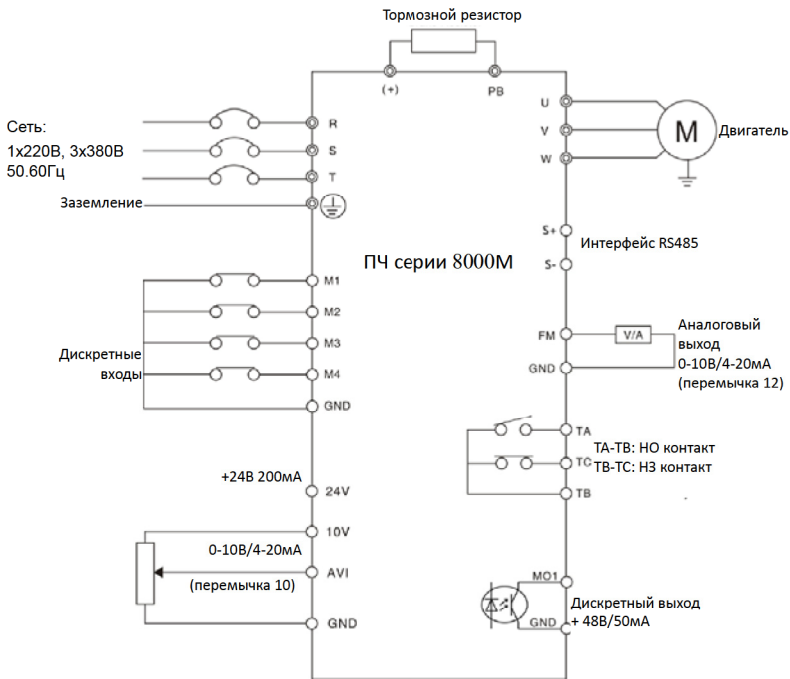 Тормозной резистор
(+)
PB
Сеть:
1х220В, 3х380В
50.60Гц
R
S
T
Заземление
U
V
W
M
Двигатель
S+
S-
Интерфейс RS485
ПЧ серии 8000М
M1
M2
M3
M4
GND
Дискретные
входы
FM
V/A
GND
Аналоговый
выход
0-10В/4-20мА
(перемычка 12)
TA
TC
TB
TA-TB: НО контакт
TB-TC: НЗ контакт
+24В 200мА
24V
10V
0-10В/4-20мА
AVI
(перемычка 10)
GND
MO1
GND
Дискретный выход
+ 48В/50мА